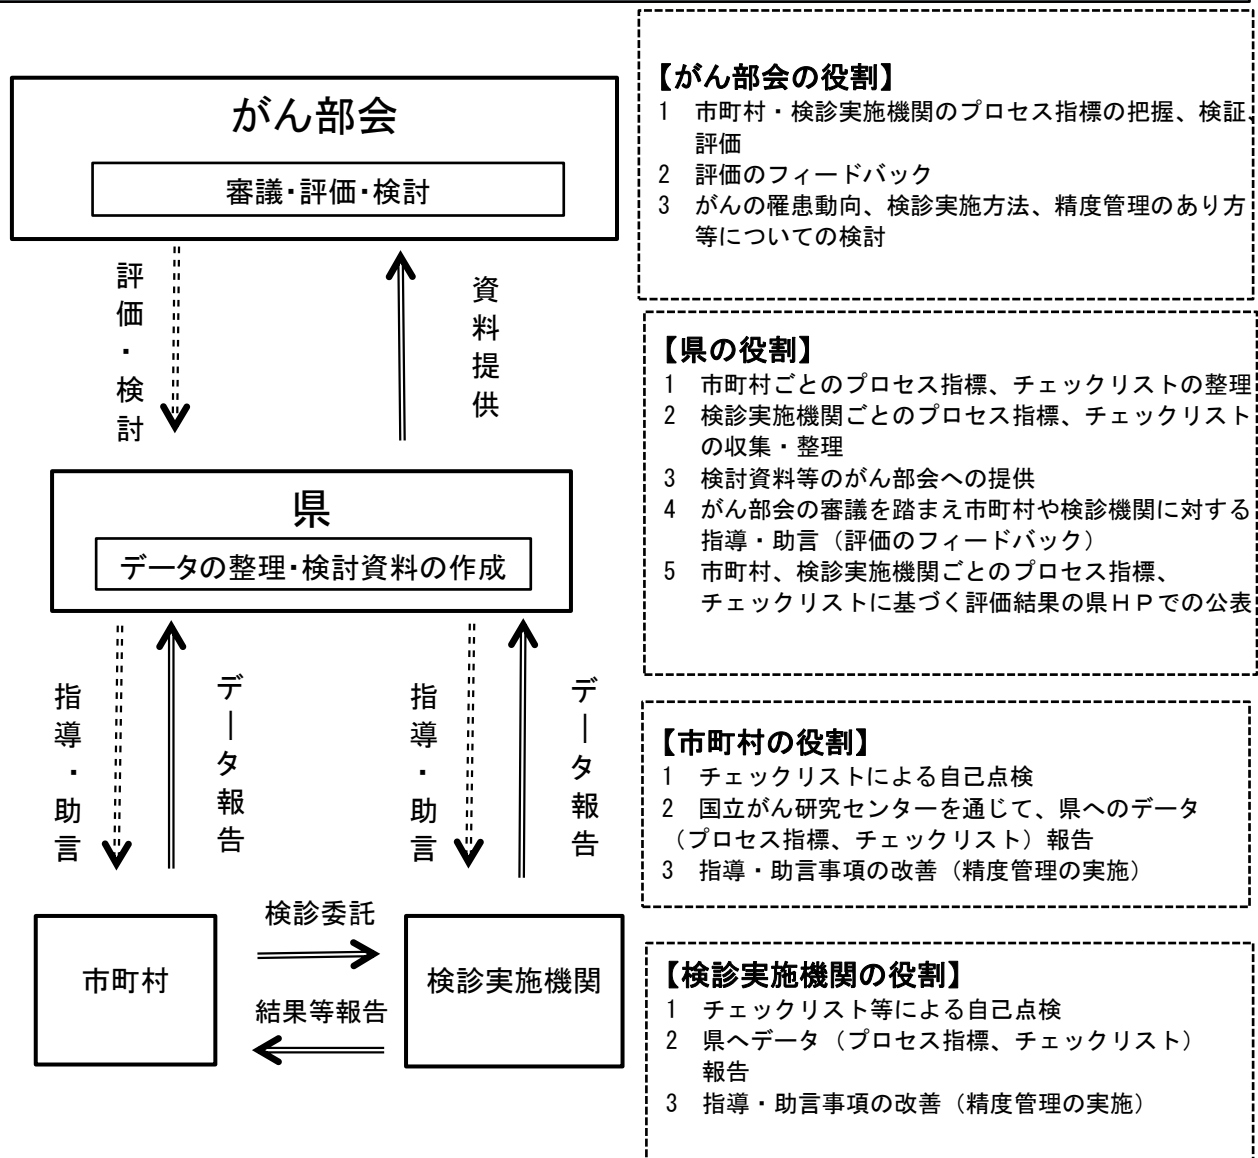 がん部会
審議・評価・検討
評価・検討
資料提供
県
データの整理・検討資料の作成
指導・助言
データ報告
指導・助言
データ報告
市町村
検診委託
結果等報告
検診実施機関
【がん部会の役割】
1 市町村・検診実施機関のプロセス指標の把握、検証、
評価
2 評価のフィードバック
3 がんの罹患動向、検診実施方法、精度管理のあり方
等についての検討
【県の役割】
1 市町村ごとのプロセス指標、チェックリストの整理
2 検診実施機関ごとのプロセス指標、チェックリスト
の収集・整理
3 検討資料等のがん部会への提供
4 がん部会の審議を踏まえ市町村や検診機関に対する
指導・助言（評価のフィードバック）
5 市町村、検診実施機関ごとのプロセス指標、
チェックリストに基づく評価結果の県ＨＰでの公表
【市町村の役割】
1 チェックリストによる自己点検
2 国立がん研究センターを通じて、県へのデータ
（プロセス指標、チェックリスト）報告
3 指導・助言事項の改善（精度管理の実施）
【検診実施機関の役割】
1 チェックリスト等による自己点検
2 県へデータ（プロセス指標、チェックリスト）
報告
3 指導・助言事項の改善（精度管理の実施）